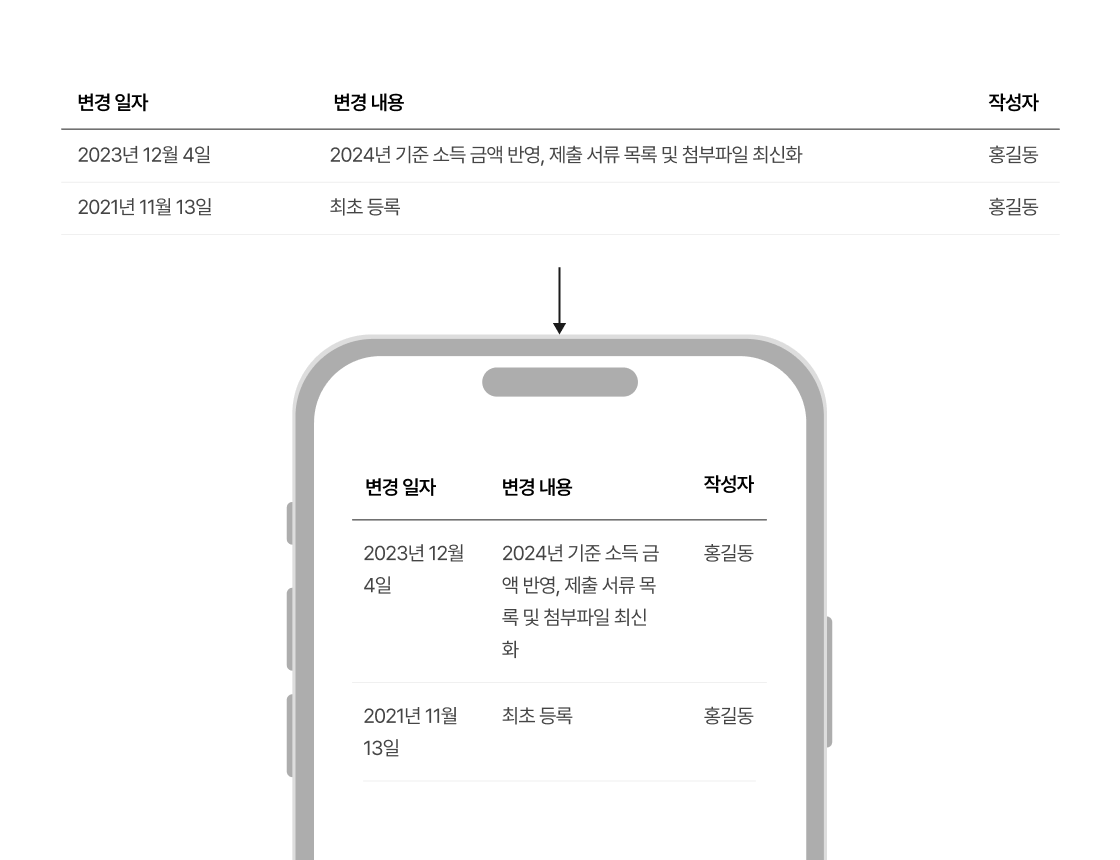 변경 일자 변경 내용 작성자
2023년 12월 4일 2024년 기준 소득 금액 반영, 제출 서류 목록 및 첨부파일 최신화 홍길동
2021년 11월 13일 최초 등록 홍길동
변경 일자 변경 내용 작성자
2023년 12월 2024년 기준 소득 금 홍길동
4일 액 반영, 제출 서류 목
록 및 첨부파일 최신
화
2021년 11월 최초 등록 홍길동
13일